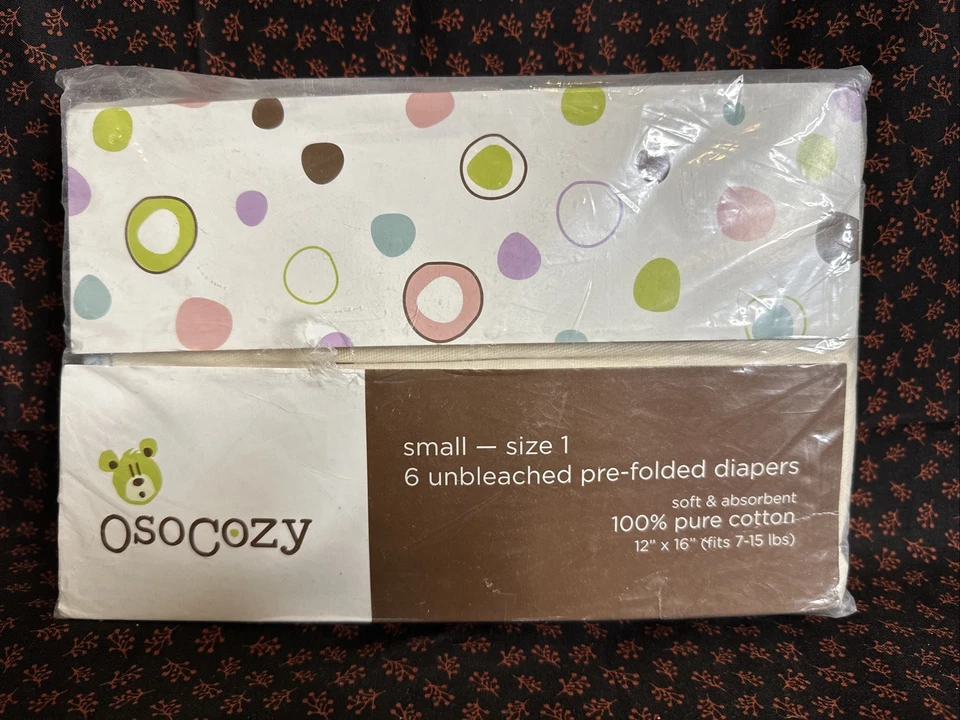 OsoCozy
small — size 1
6 unbleached pre-folded diapers
soft & absorbent
100% pure cotton
12" x 16" (fits 7-15 lbs)